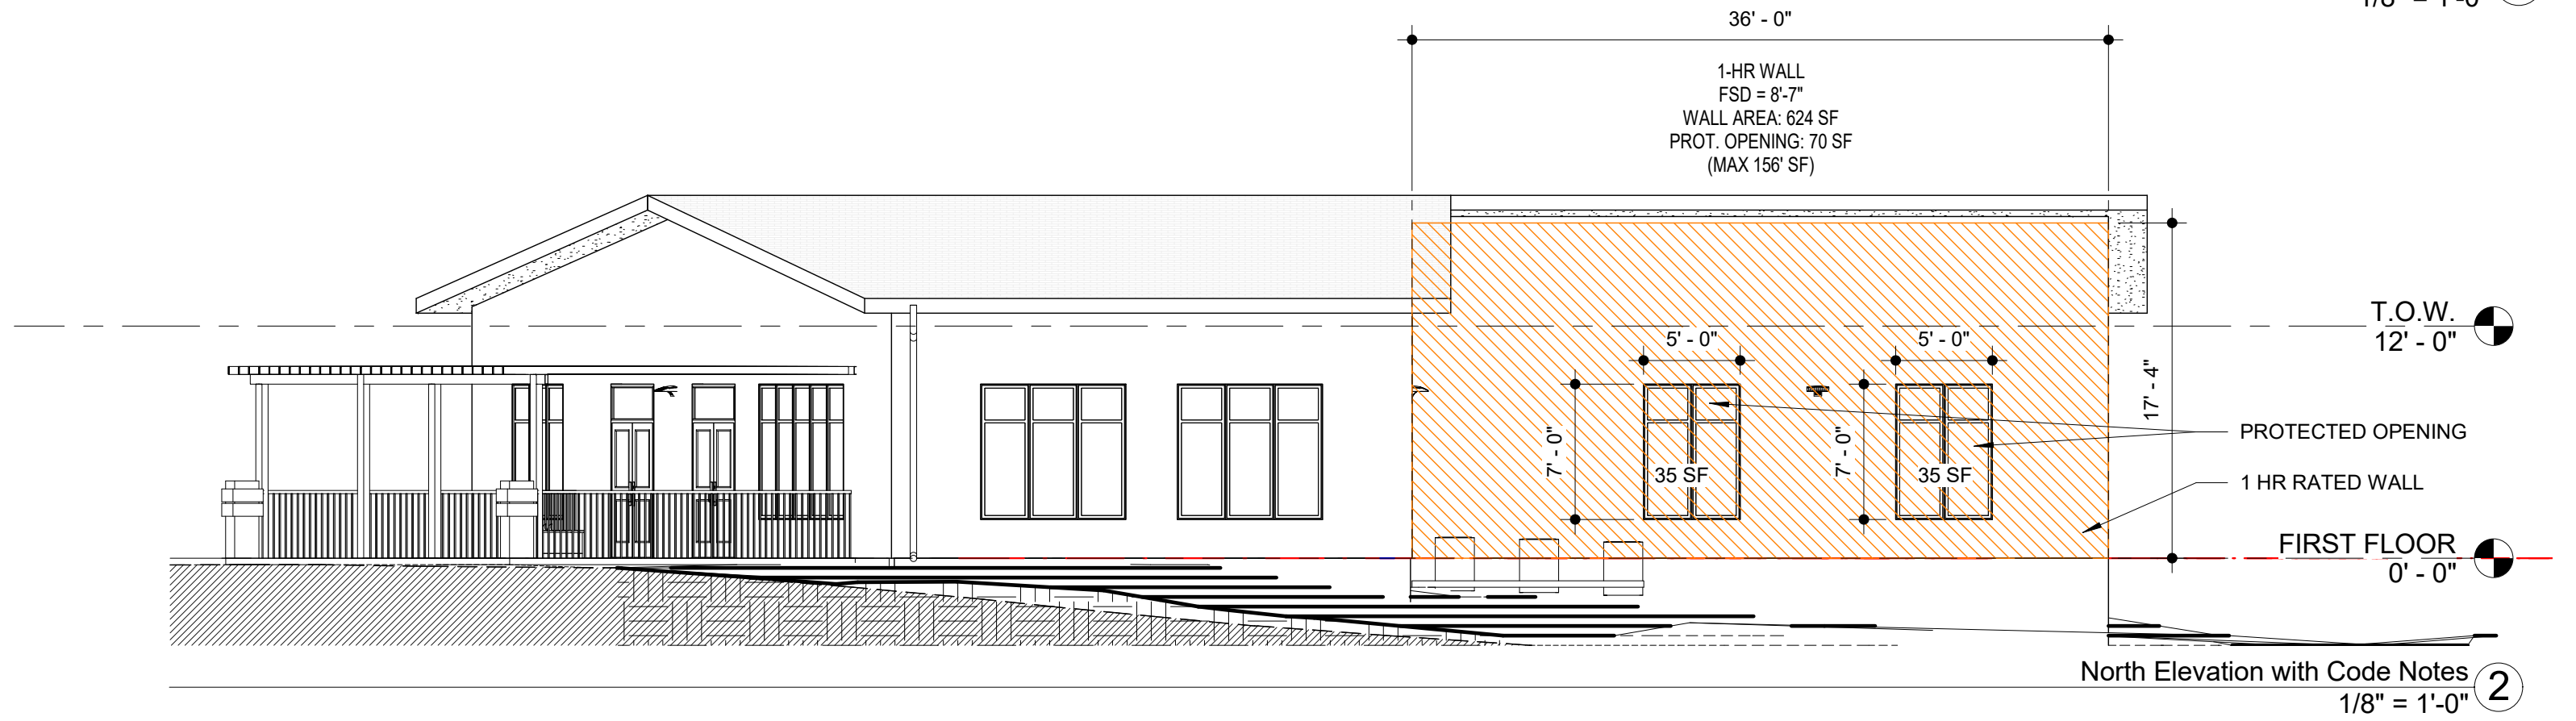 1/8" = 1'-0"
36' - 0"
1-HR WALL
FSD = 8'-7"
WALL AREA: 624 SF
PROT. OPENING: 70 SF
(MAX 156' SF)
T.O.W.
12' - 0"
5' - 0"
5' - 0"
17' - 4"
7' - 0"
7' - 0"
35 SF
35 SF
PROTECTED OPENING
1 HR RATED WALL
FIRST FLOOR
0' - 0"
North Elevation with Code Notes
2
1/8" = 1'-0"